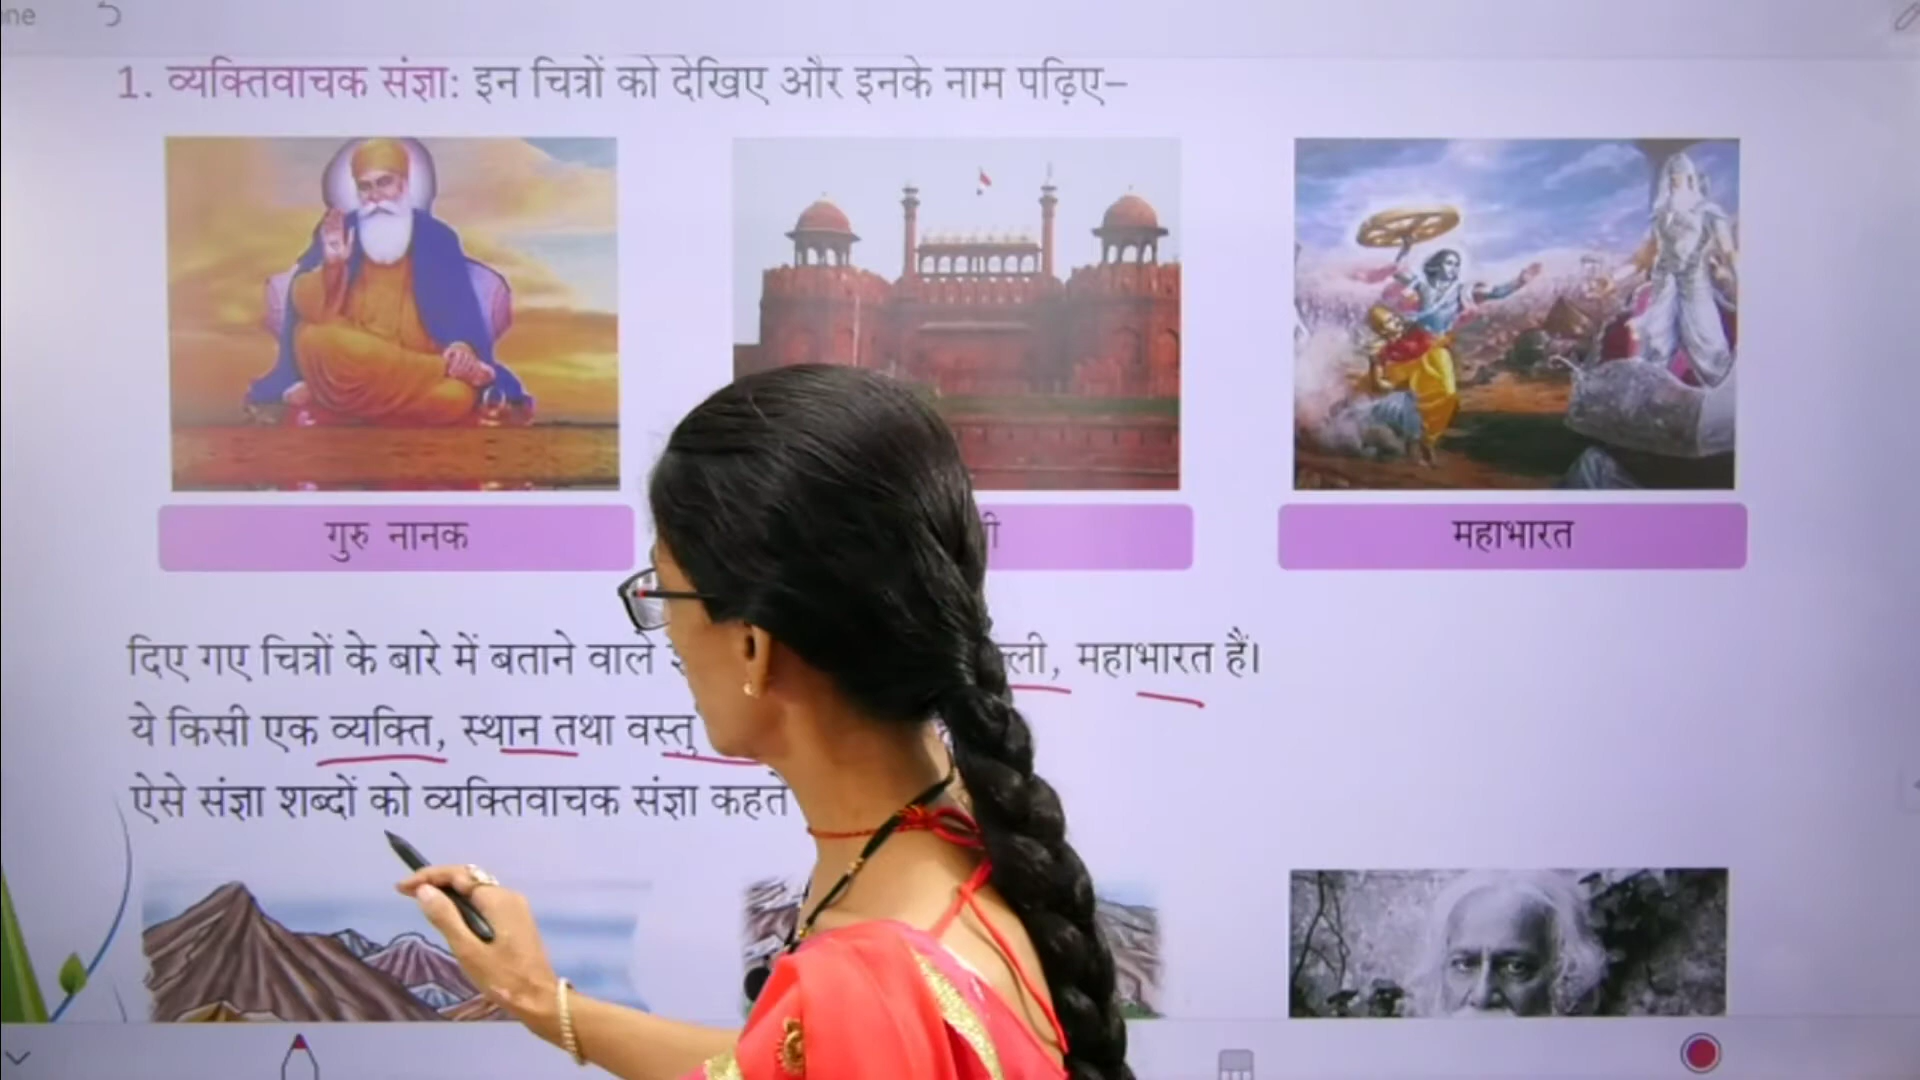 1. व्यक्तिवाचक संज्ञा: इन चित्रों को देखिए और इनके नाम पढ़िए–
गुरु नानक
महाभारत
दिए गए चित्रों के बारे में बताने वाले महाभारत हैं।
ये किसी एक व्यक्ति, स्थान तथा वस्तु
ऐसे संज्ञा शब्दों को व्यक्तिवाचक संज्ञा कहते